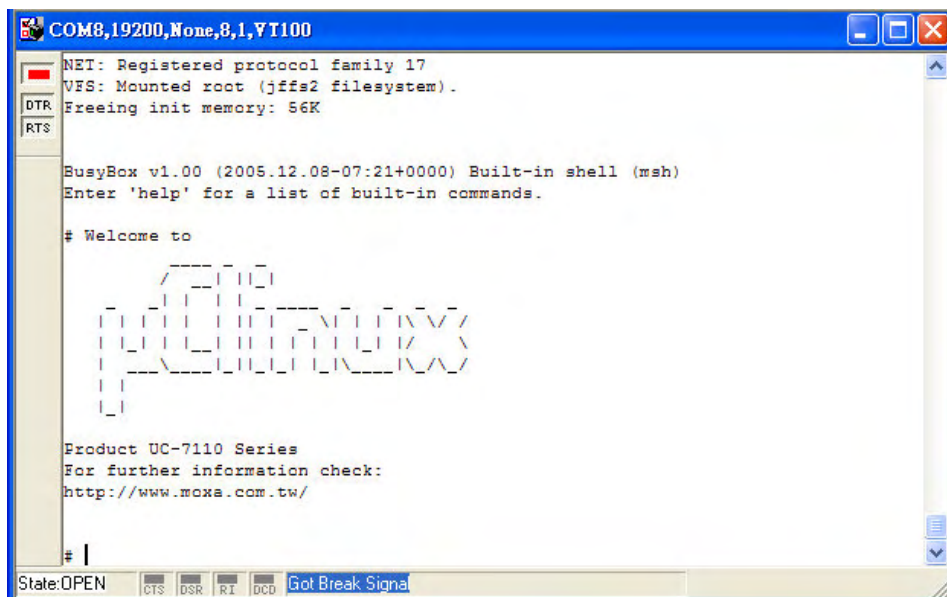 COM8,19200,None,8,1,VT100
NET: Registered protocol family 17
VFS: Mounted root (jffs2 filesystem).
DTR
Freeing init memory: 56K
RTS
BusyBox v1.00 (2005.12.08-07:21+0000) Built-in shell (msh)
Enter 'help' for a list of built-in commands.
# Welcome to
µClinux
Product UC-7110 Series
For further information check:
http://www.moxa.com.tw/
#
State:OPEN CTS DSR RI DCD Got Break Signal